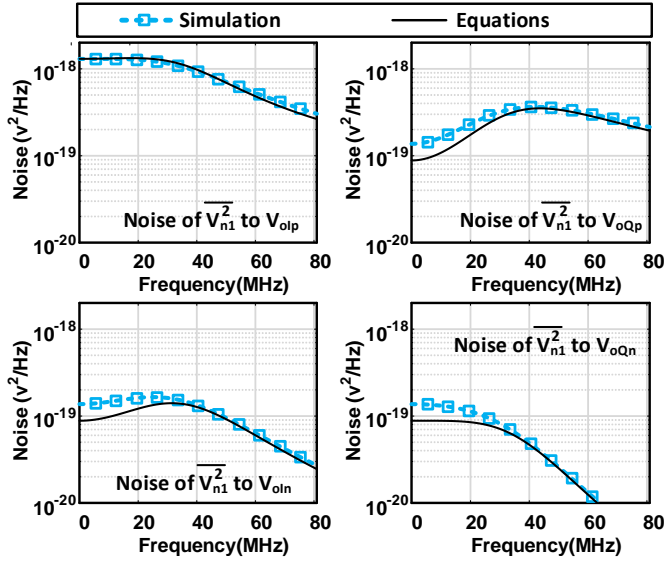 Simulation Equations
Noise (v²/Hz)
10⁻¹⁸
10⁻¹⁹
10⁻²⁰
Noise of V²n1 to VoIp
0 20 40 60 80
Frequency(MHz)
Noise (v²/Hz)
10⁻¹⁸
10⁻¹⁹
10⁻²⁰
Noise of V²n1 to VoQp
0 20 40 60 80
Frequency(MHz)
Noise (v²/Hz)
10⁻¹⁸
10⁻¹⁹
10⁻²⁰
Noise of V²n1 to VoIn
0 20 40 60 80
Frequency(MHz)
Noise (v²/Hz)
10⁻¹⁸
10⁻¹⁹
10⁻²⁰
Noise of V²n1 to VoQn
0 20 40 60 80
Frequency(MHz)